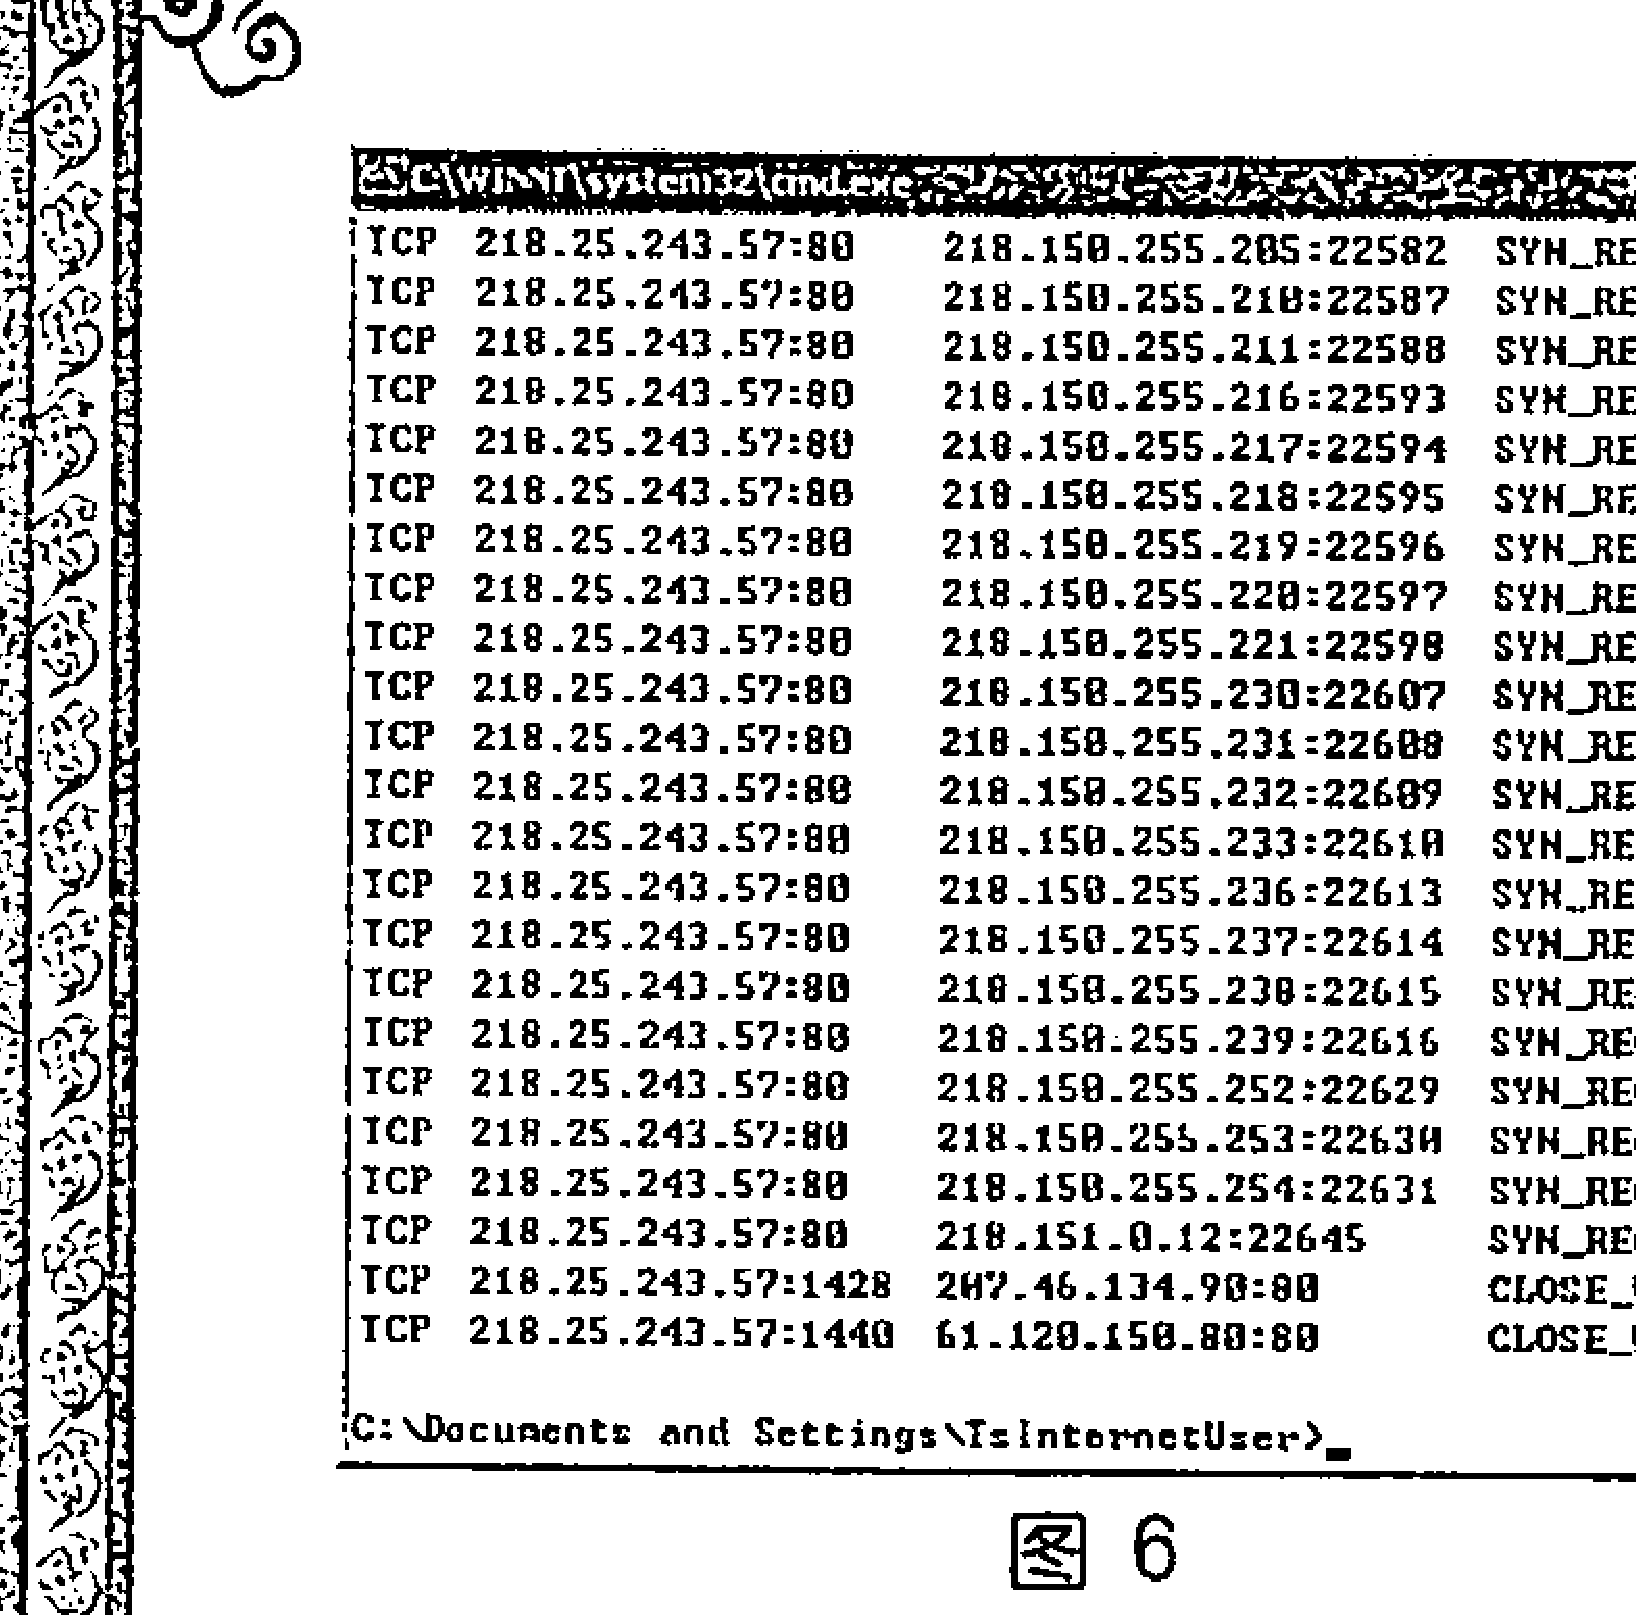 C:\WINNT\system32\cmd.exe
TCP 218.25.243.57:80 218.150.255.205:22582 SYN_RE
TCP 218.25.243.57:80 218.150.255.210:22587 SYN_RE
TCP 218.25.243.57:80 218.150.255.211:22588 SYN_RE
TCP 218.25.243.57:80 218.150.255.216:22593 SYN_RE
TCP 218.25.243.57:80 218.150.255.217:22594 SYN_RE
TCP 218.25.243.57:80 218.150.255.218:22595 SYN_RE
TCP 218.25.243.57:80 218.150.255.219:22596 SYN_RE
TCP 218.25.243.57:80 218.150.255.220:22597 SYN_RE
TCP 218.25.243.57:80 218.150.255.221:22598 SYN_RE
TCP 218.25.243.57:80 218.150.255.230:22607 SYN_RE
TCP 218.25.243.57:80 218.150.255.231:22608 SYN_RE
TCP 218.25.243.57:80 218.150.255.232:22609 SYN_RE
TCP 218.25.243.57:80 218.150.255.233:22610 SYN_RE
TCP 218.25.243.57:80 218.150.255.236:22613 SYN_RE
TCP 218.25.243.57:80 218.150.255.237:22614 SYN_RE
TCP 218.25.243.57:80 218.150.255.238:22615 SYN_RE
TCP 218.25.243.57:80 218.150.255.239:22616 SYN_RE
TCP 218.25.243.57:80 218.150.255.252:22629 SYN_RE
TCP 218.25.243.57:80 218.150.255.253:22630 SYN_RE
TCP 218.25.243.57:80 218.150.255.254:22631 SYN_RE
TCP 218.25.243.57:80 218.151.0.12:22645 SYN_RE
TCP 218.25.243.57:1428 207.46.134.90:80 CLOSE_
TCP 218.25.243.57:1440 61.128.150.80:80 CLOSE_
C:\Documents and Settings\TsInternetUser>_
图 6